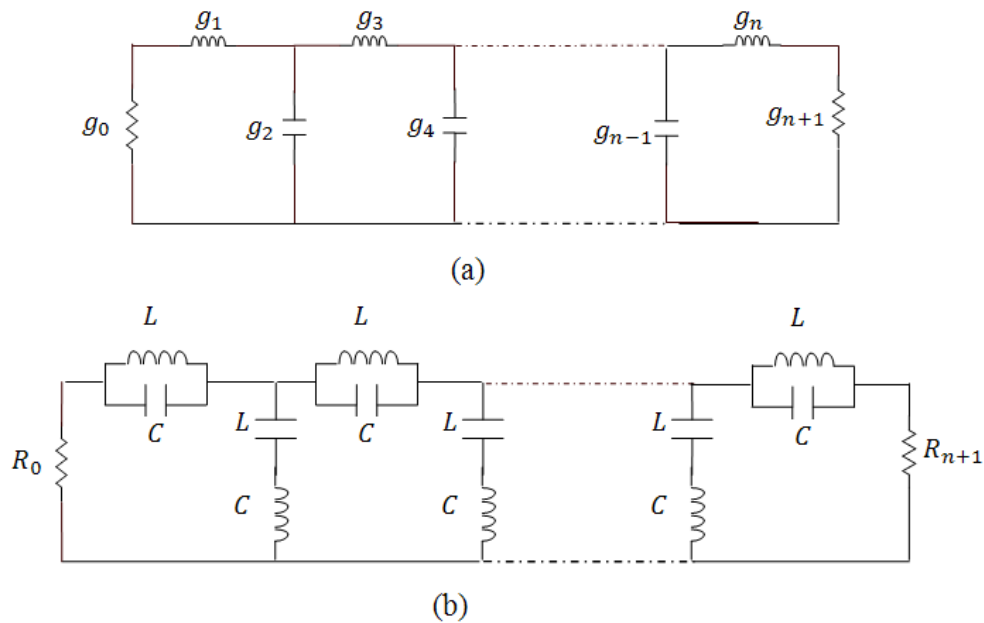 g₁ g₃ gₙ
g₀ g₂ g₄ gₙ₋₁ gₙ₊₁
(a)
L L L
C L C L L C
R₀ Rₙ₊₁
C C C
(b)